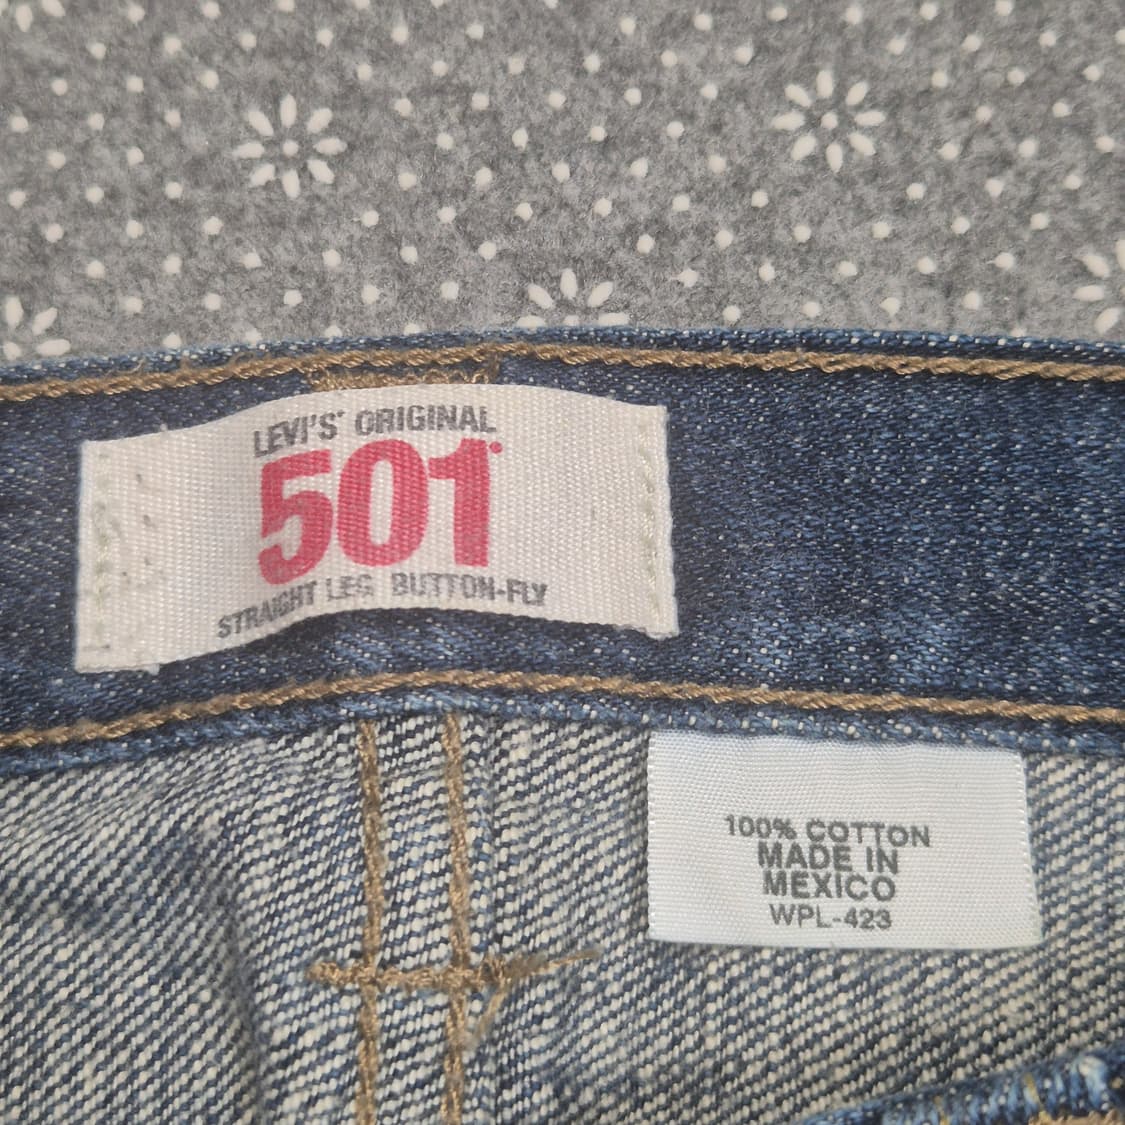 LEVI'S® ORIGINAL
501®
STRAIGHT LEG BUTTON-FLY
100% COTTON
MADE IN
MEXICO
WPL-423